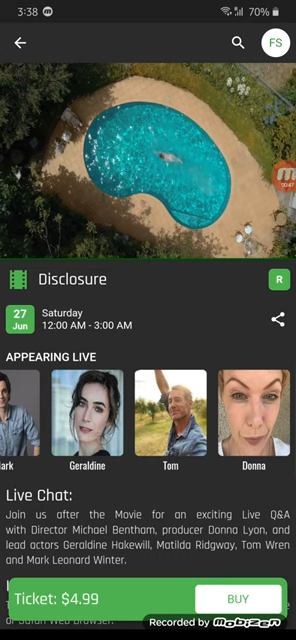 3:38
70%
FS
00:47
Disclosure
R
27
Jun
Saturday
12:00 AM - 3:00 AM
APPEARING LIVE
Geraldine
Tom
Donna
Live Chat:
Join us after the Movie for an exciting Live Q&A
with Director Michael Bentham, producer Donna Lyon, and
lead actors Geraldine Hakewill, Matilda Ridgway, Tom Wren
and Mark Leonard Winter.
Ticket: $4.99
BUY
or Safari Web Browser.
Recorded by MOBIZEN